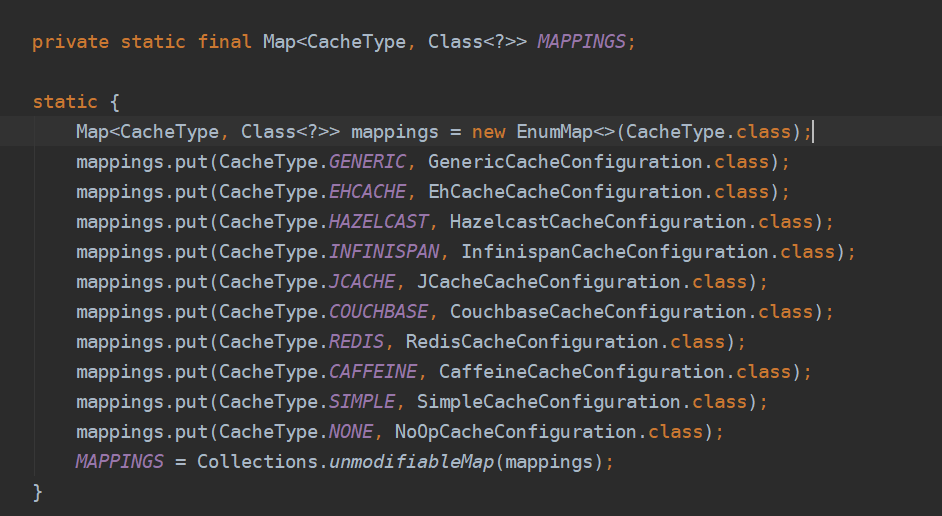 private static final Map<CacheType, Class<?>> MAPPINGS;
static {
Map<CacheType, Class<?>> mappings = new EnumMap<>(CacheType.class);
mappings.put(CacheType.GENERIC, GenericCacheConfiguration.class);
mappings.put(CacheType.EHCACHE, EhCacheCacheConfiguration.class);
mappings.put(CacheType.HAZELCAST, HazelcastCacheConfiguration.class);
mappings.put(CacheType.INFINISPAN, InfinispanCacheConfiguration.class);
mappings.put(CacheType.JCACHE, JCacheCacheConfiguration.class);
mappings.put(CacheType.COUCHBASE, CouchbaseCacheConfiguration.class);
mappings.put(CacheType.REDIS, RedisCacheConfiguration.class);
mappings.put(CacheType.CAFFEINE, CaffeineCacheConfiguration.class);
mappings.put(CacheType.SIMPLE, SimpleCacheConfiguration.class);
mappings.put(CacheType.NONE, NoOpCacheConfiguration.class);
MAPPINGS = Collections.unmodifiableMap(mappings);
}